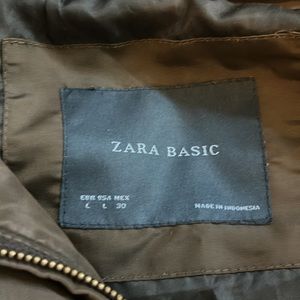 ZARA BASIC
EUR USA MEX
L L 30
MADE IN INDONESIA